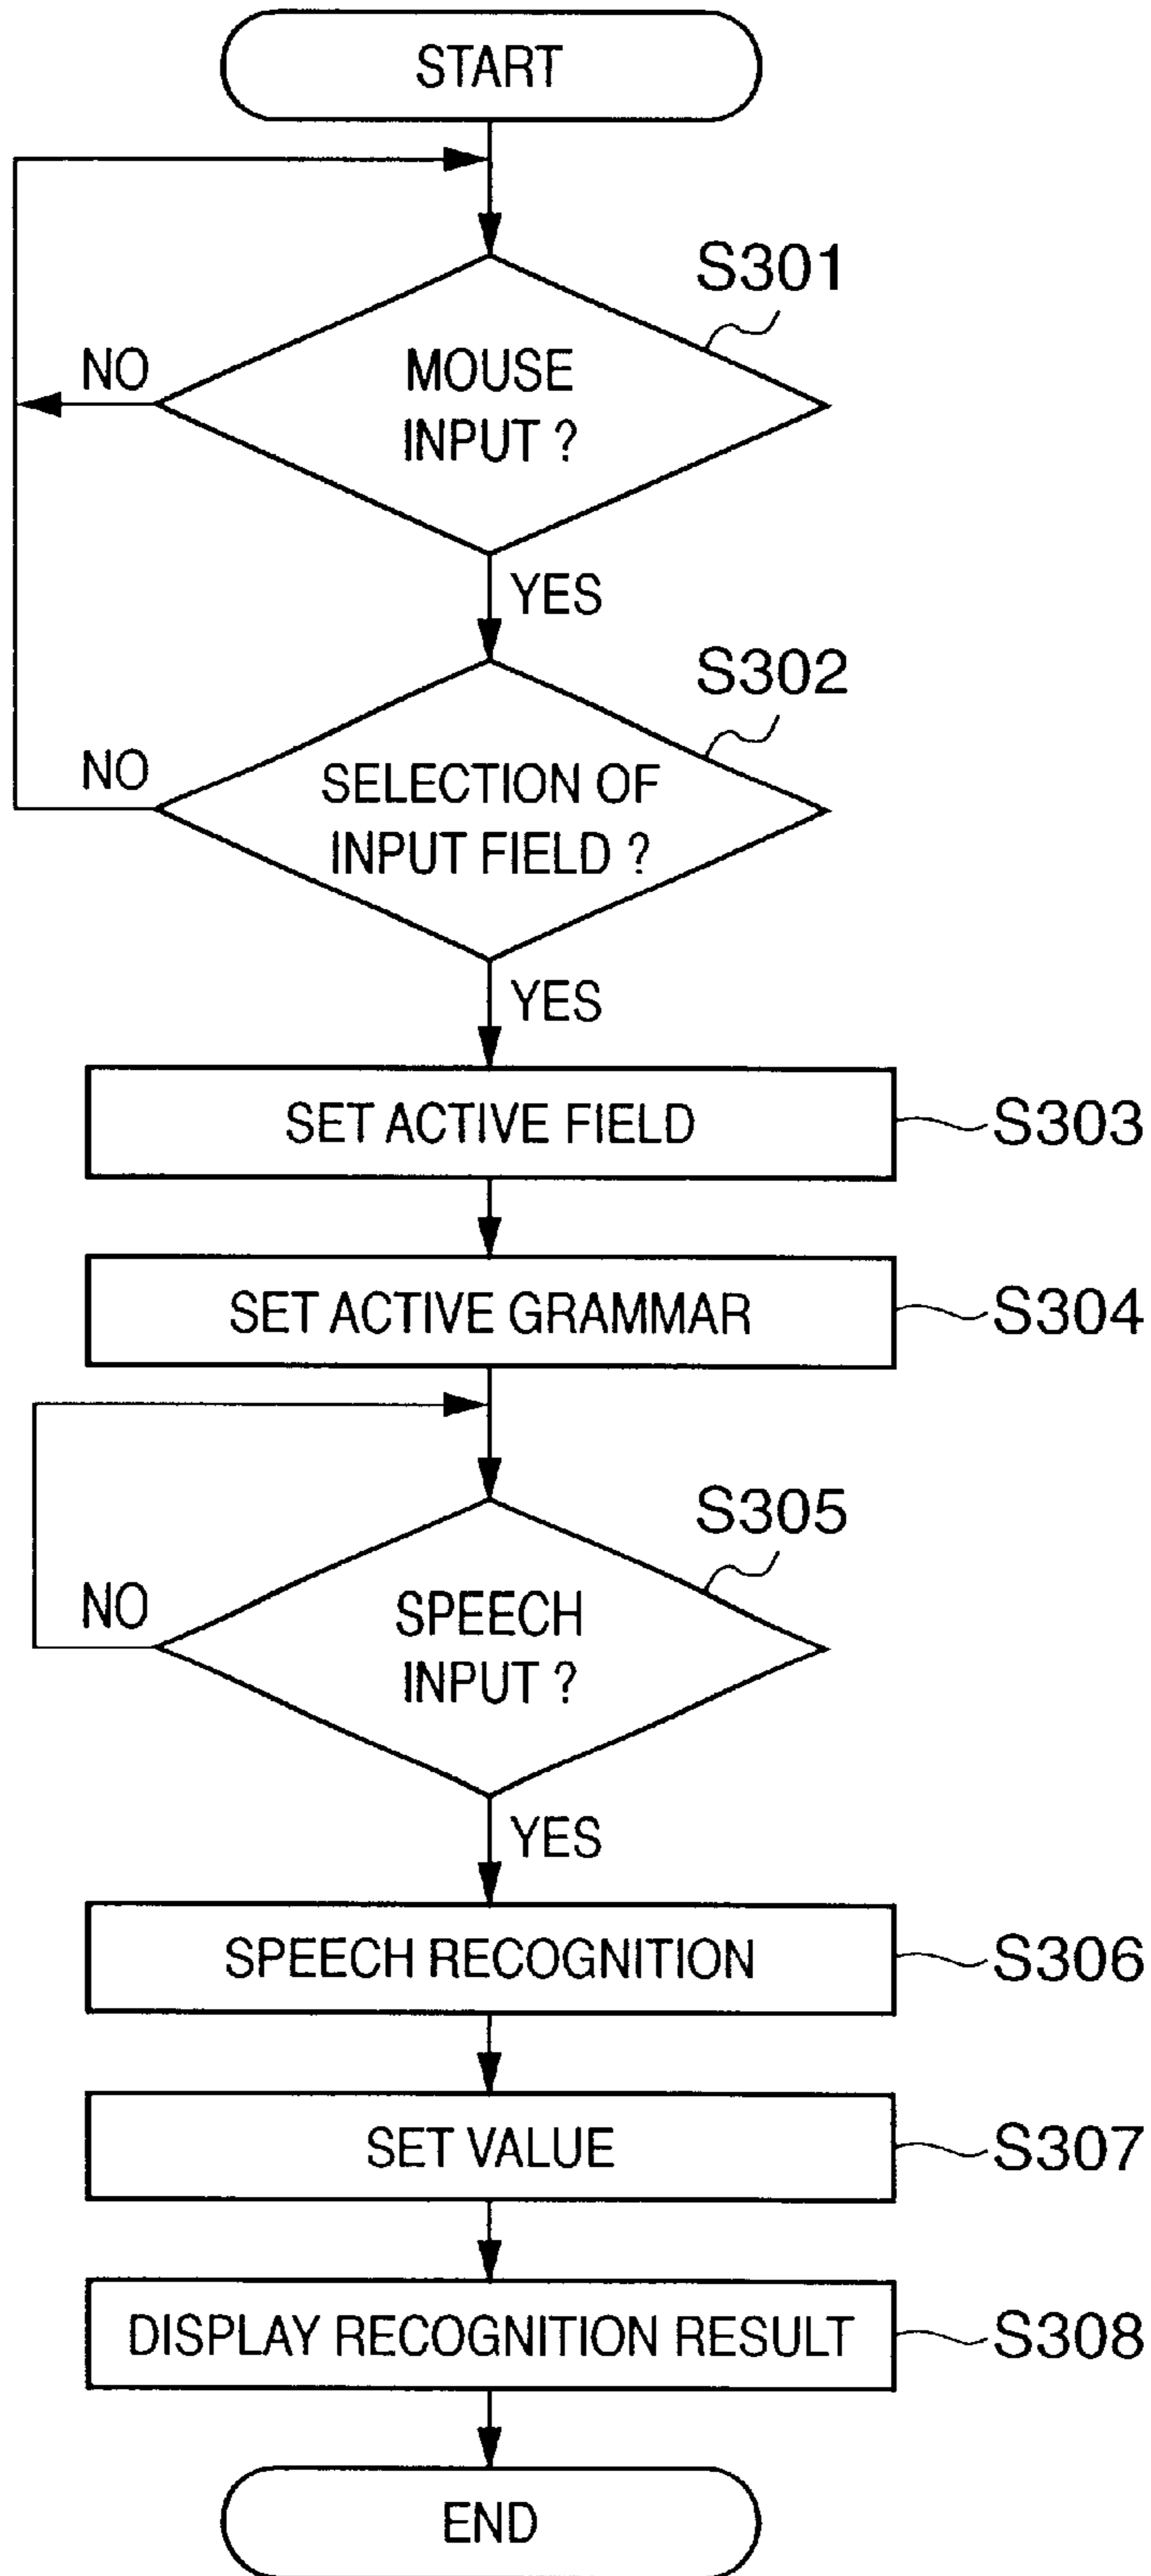 START
S301
NO
MOUSE
INPUT ?
YES
S302
NO
SELECTION OF
INPUT FIELD ?
YES
SET ACTIVE FIELD
S303
SET ACTIVE GRAMMAR
S304
S305
NO
SPEECH
INPUT ?
YES
SPEECH RECOGNITION
S306
SET VALUE
S307
DISPLAY RECOGNITION RESULT
S308
END